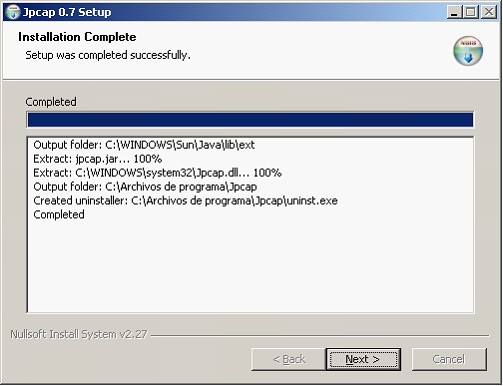 Jpcap 0.7 Setup
Installation Complete
Setup was completed successfully.
Completed
Output folder: C:\WINDOWS\Sun\Java\lib\ext
Extract: jpcap.jar... 100%
Extract: C:\WINDOWS\system32\Jpcap.dll... 100%
Output folder: C:\Archivos de programa\Jpcap
Created uninstaller: C:\Archivos de programa\Jpcap\uninst.exe
Completed
Nullsoft Install System v2.27
< Back
Next >
Cancel